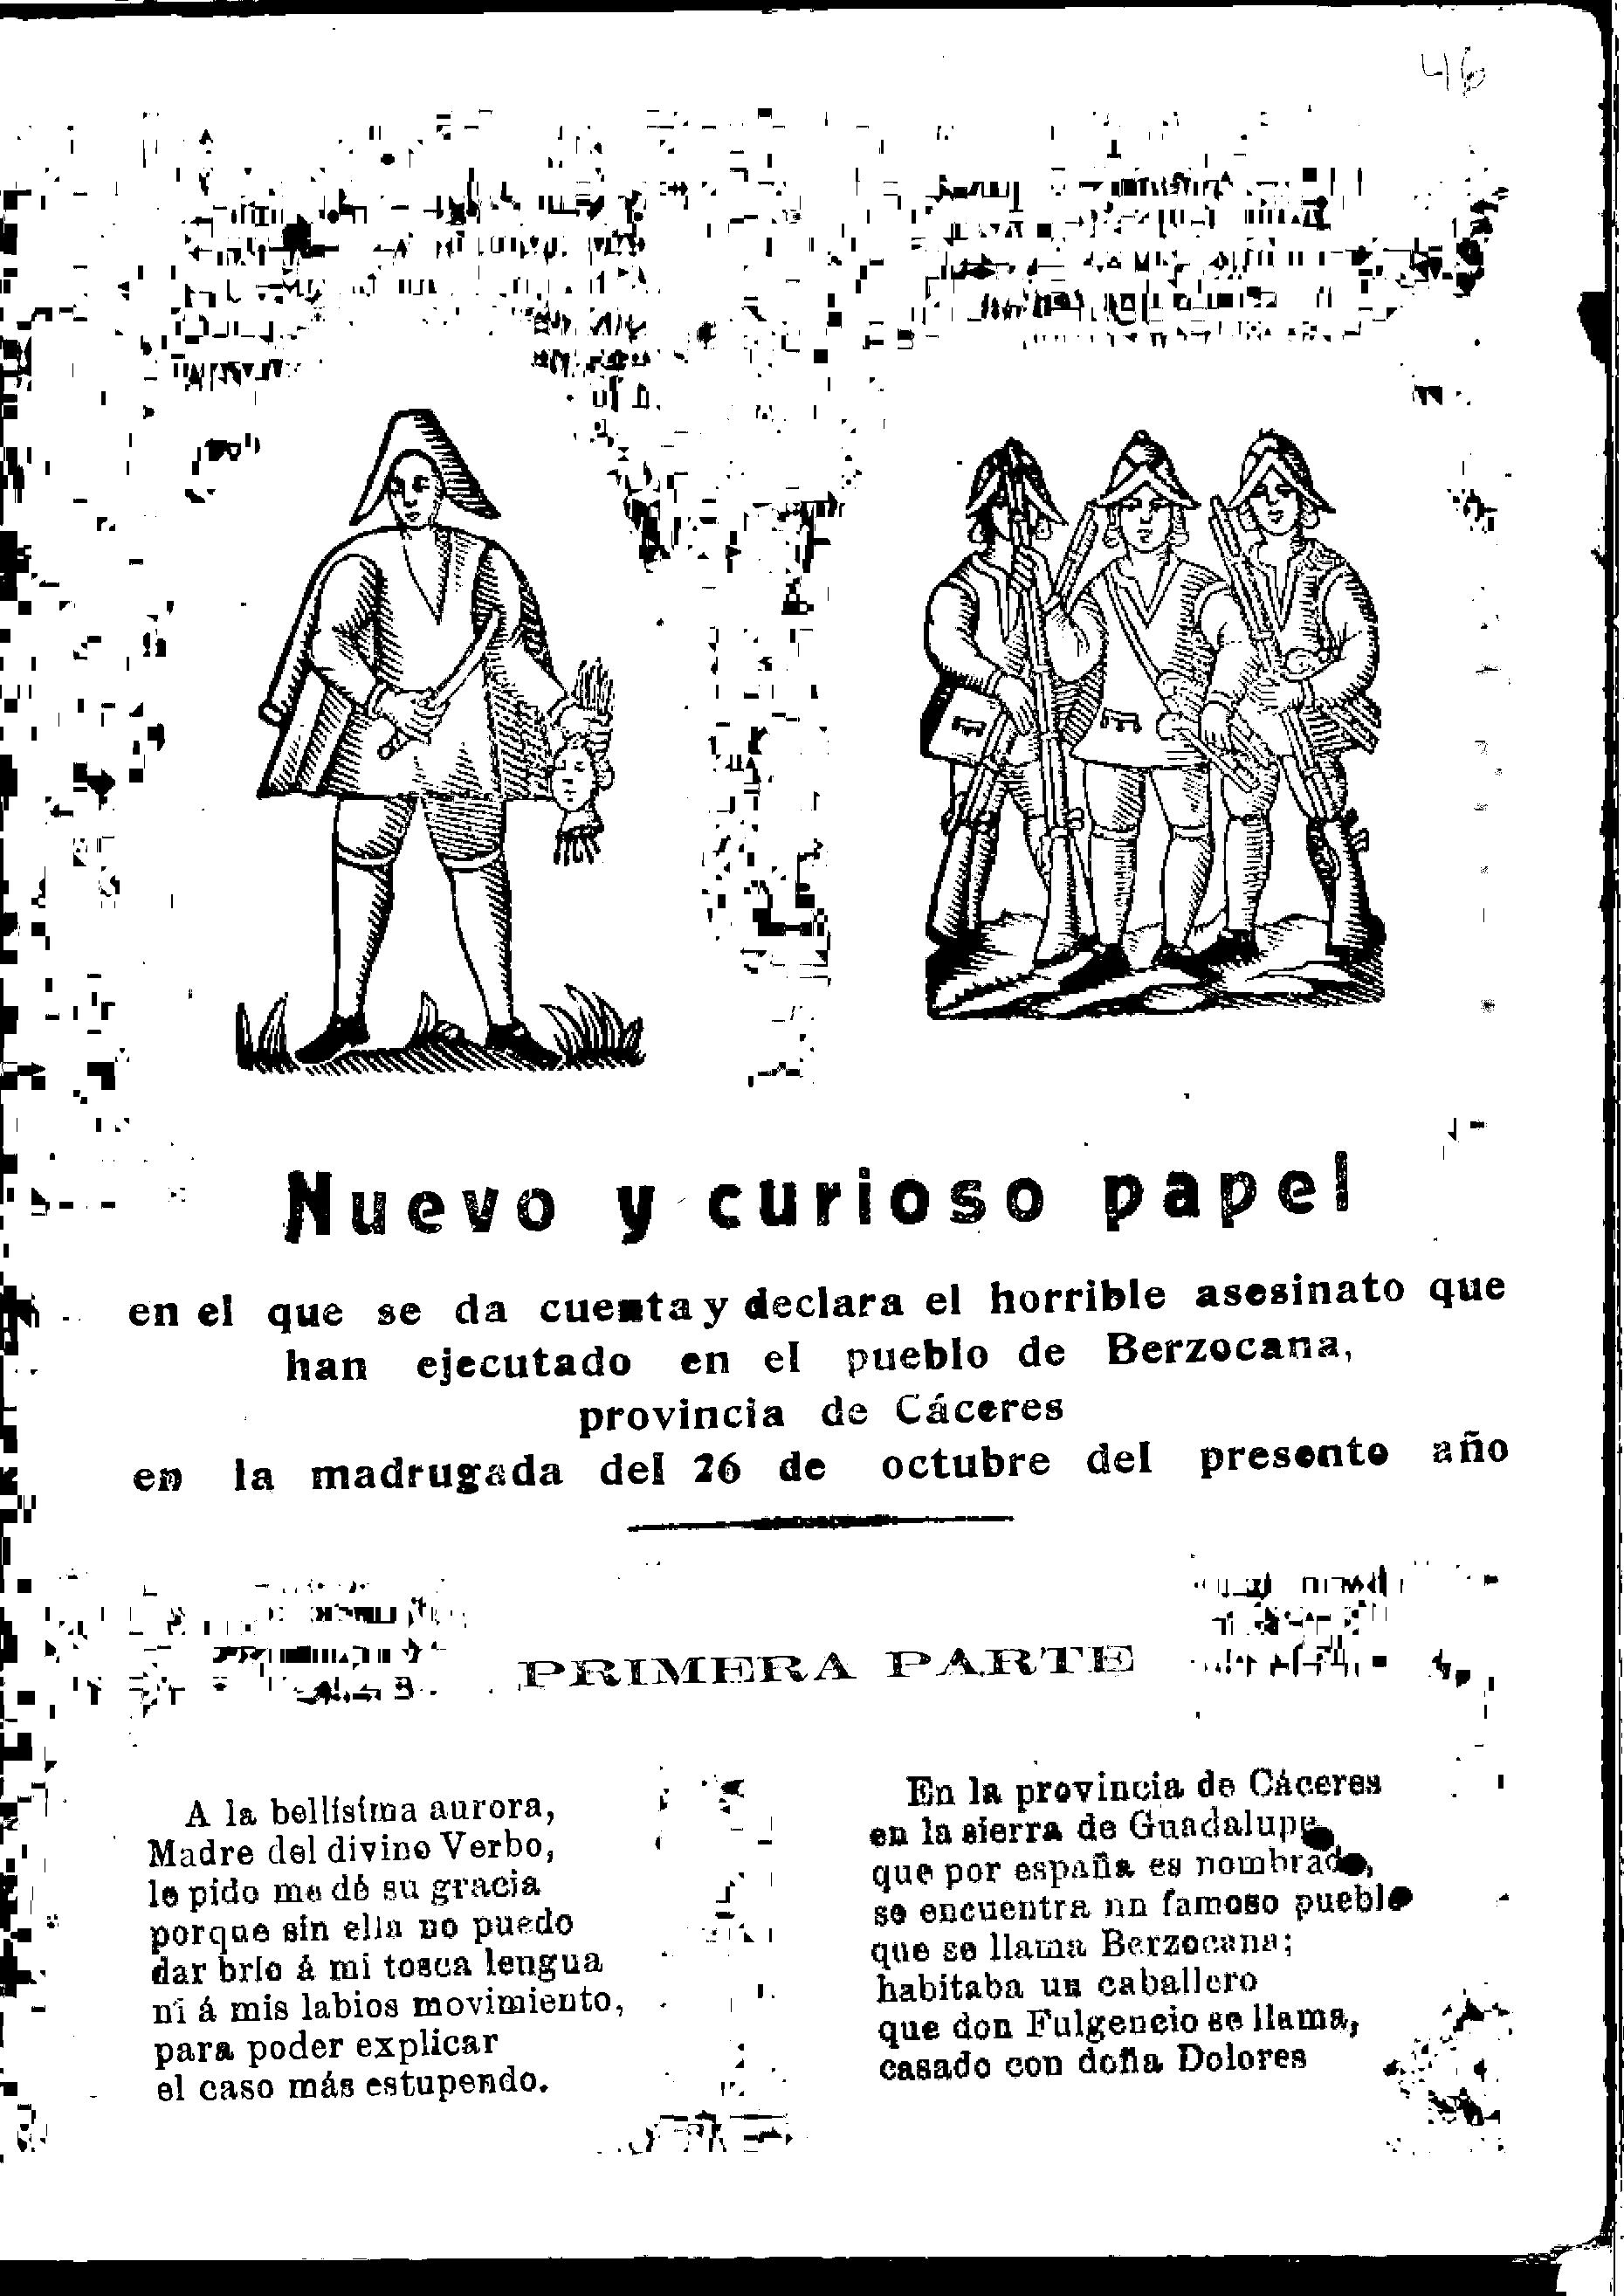 46
Nuevo y curioso papel
en el que se da cuenta y declara el horrible asesinato que
han ejecutado en el pueblo de Berzocana,
provincia de Cáceres
en la madrugada del 26 de octubre del presente año
PRIMERA PARTE
A la bellísima aurora,
Madre del divino Verbo,
le pido me dé su gracia
porque sin ella no puedo
dar brío á mi tosca lengua
ni á mis labios movimiento,
para poder explicar
el caso más estupendo.
En la provincia de Cáceres
en la sierra de Guadalupe
que por españa es nombrado,
se encuentra nn famoso pueblo
que se llama Berzocana;
habitaba un caballero
que don Fulgencio se llama,
casado con doña Dolores